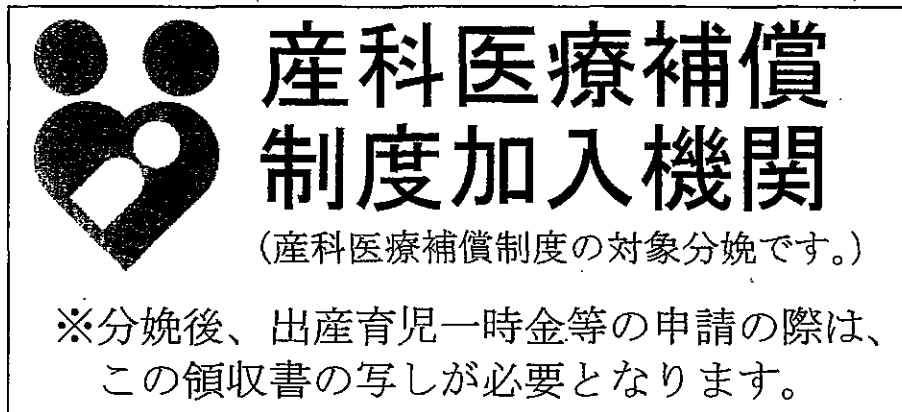 産科医療補償
制度加入機関
(産科医療補償制度の対象分娩です。)
※分娩後、出産育児一時金等の申請の際は、
この領収書の写しが必要となります。